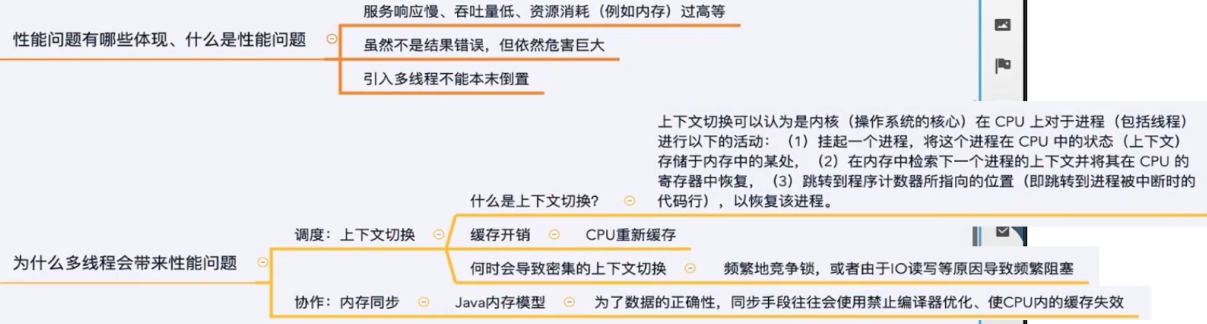 服务响应慢、吞吐量低、资源消耗（例如内存）过高等
性能问题有哪些体现、什么是性能问题
虽然不是结果错误，但依然危害巨大
引入多线程不能本末倒置
上下文切换可以认为是内核（操作系统的核心）在 CPU 上对于进程（包括线程）
进行以下的活动：（1）挂起一个进程，将这个进程在 CPU 中的状态（上下文）
存储于内存中的某处，（2）在内存中检索下一个进程的上下文并将其在 CPU 的
寄存器中恢复，（3）跳转到程序计数器所指向的位置（即跳转到进程被中断时的
代码行），以恢复该进程。
什么是上下文切换？
调度：上下文切换
缓存开销
CPU重新缓存
为什么多线程会带来性能问题
何时会导致密集的上下文切换
频繁地竞争锁，或者由于IO读写等原因导致频繁阻塞
协作：内存同步
Java内存模型
为了数据的正确性，同步手段往往会使用禁止编译器优化、使CPU内的缓存失效